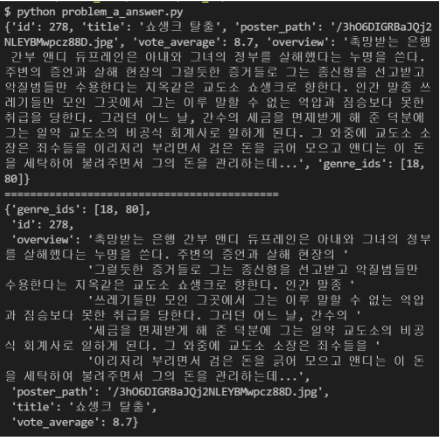 $ python problem_a_answer.py
{'id': 278, 'title': '쇼생크 탈출', 'poster_path': '/3hO6DIGRBaJQj2
NLEYBMwpcz88D.jpg', 'vote_average': 8.7, 'overview': '촉망받는 은행
간부 앤디 듀프레인은 아내와 그녀의 정부를 살해했다는 누명을 쓴다.
주변의 증언과 살해 현장의 그럴듯한 증거들로 그는 종신형을 선고받고
악질범들만 수용한다는 지옥같은 교도소 쇼생크로 향한다. 인간 말종 쓰
레기들만 모인 그곳에서 그는 이루 말할 수 없는 억압과 짐승보다 못한
취급을 당한다. 그러던 어느 날, 간수의 세금을 면제받게 해 준 덕분에
그는 일약 교도소의 비공식 회계사로 일하게 된다. 그 와중에 교도소 소
장은 죄수들을 이리저리 부리면서 검은 돈을 긁어 모으고 앤디는 이 돈
을 세탁하여 불려주면서 그의 돈을 관리하는데...', 'genre_ids': [18,
80]}
==========================================
{'genre_ids': [18, 80],
'id': 278,
'overview': '촉망받는 은행 간부 앤디 듀프레인은 아내와 그녀의 정부
를 살해했다는 누명을 쓴다. 주변의 증언과 살해 현장의 '
'그럴듯한 증거들로 그는 종신형을 선고받고 악질범들만
수용한다는 지옥같은 교도소 쇼생크로 향한다. 인간 말종 '
'쓰레기들만 모인 그곳에서 그는 이루 말할 수 없는 억압
과 짐승보다 못한 취급을 당한다. 그러던 어느 날, 간수의 '
'세금을 면제받게 해 준 덕분에 그는 일약 교도소의 비공
식 회계사로 일하게 된다. 그 와중에 교도소 소장은 죄수들을 '
'이리저리 부리면서 검은 돈을 긁어 모으고 앤디는 이 돈
을 세탁하여 불려주면서 그의 돈을 관리하는데...',
'poster_path': '/3hO6DIGRBaJQj2NLEYBMwpcz88D.jpg',
'title': '쇼생크 탈출',
'vote_average': 8.7}